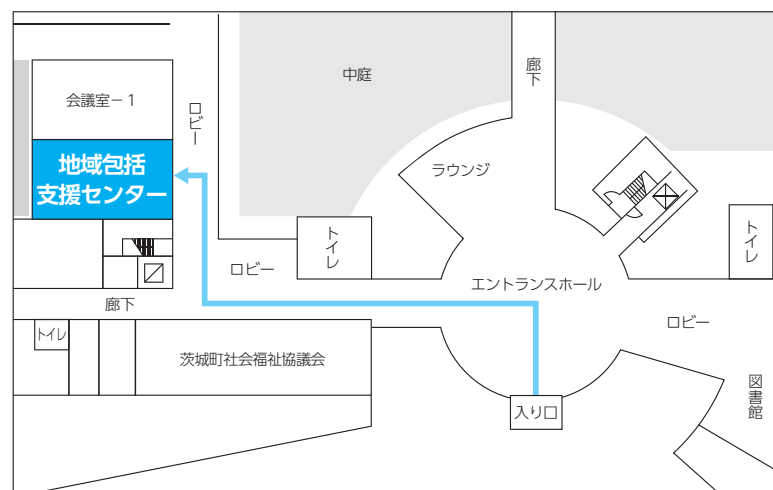 中庭
廊下
会議室－1
ロビー
地域包括
支援センター
ラウンジ
トイレ
トイレ
ロビー
エントランスホール
廊下
ロビー
トイレ
茨城町社会福祉協議会
図書館
入り口